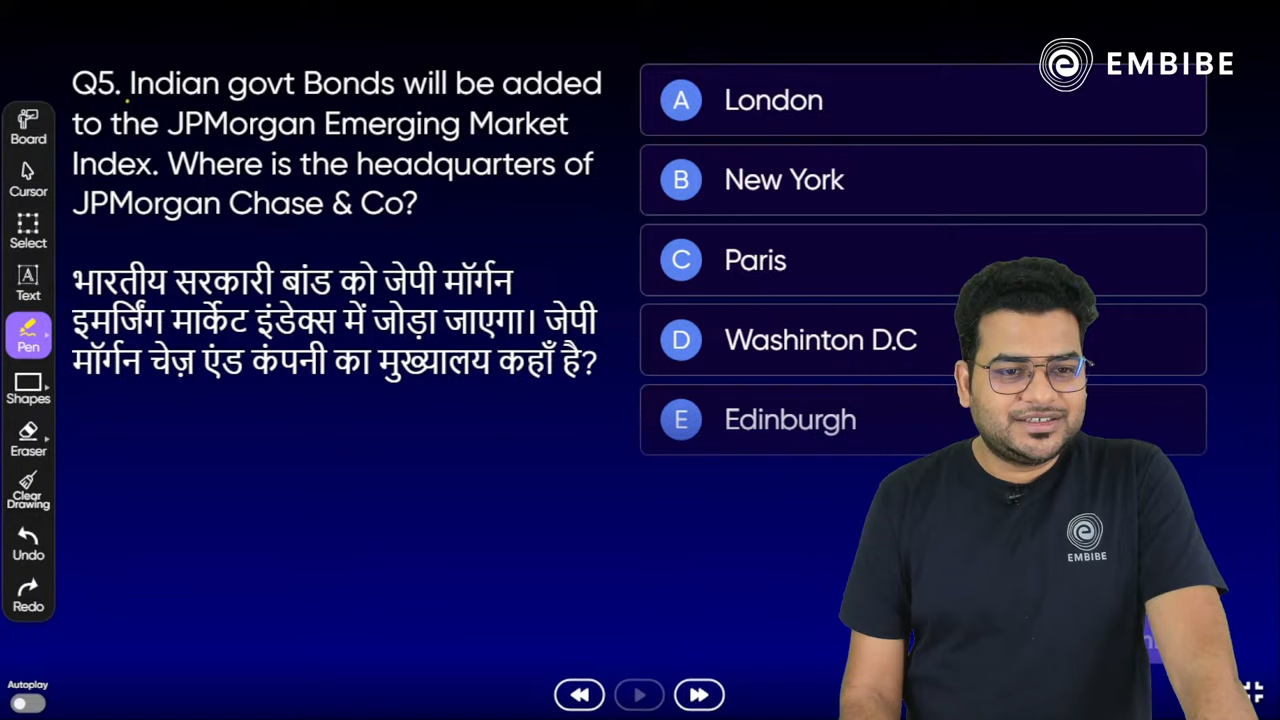 EMBIBE
Q5. Indian govt Bonds will be added
to the JPMorgan Emerging Market
Index. Where is the headquarters of
JPMorgan Chase & Co?
भारतीय सरकारी बांड को जेपी मॉर्गन
इमर्जिंग मार्केट इंडेक्स में जोड़ा जाएगा। जेपी
मॉर्गन चेज़ एंड कंपनी का मुख्यालय कहाँ है?
A London
B New York
C Paris
D Washinton D.C
E Edinburgh
Board
Cursor
Select
A
Text
Pen
Shapes
Eraser
Clear
Drawing
Undo
Redo
Autoplay
EMBIBE